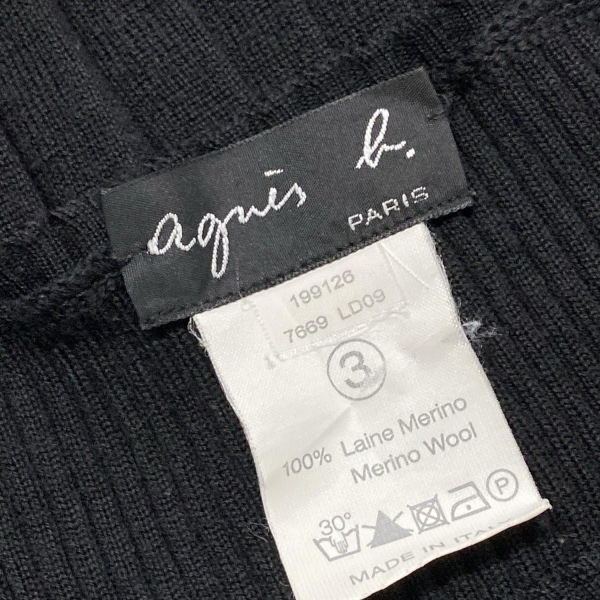 agnès b.
PARIS
199126
7669 LD09
3
100% Laine Merino
Merino Wool
30°
P
MADE IN ITALY